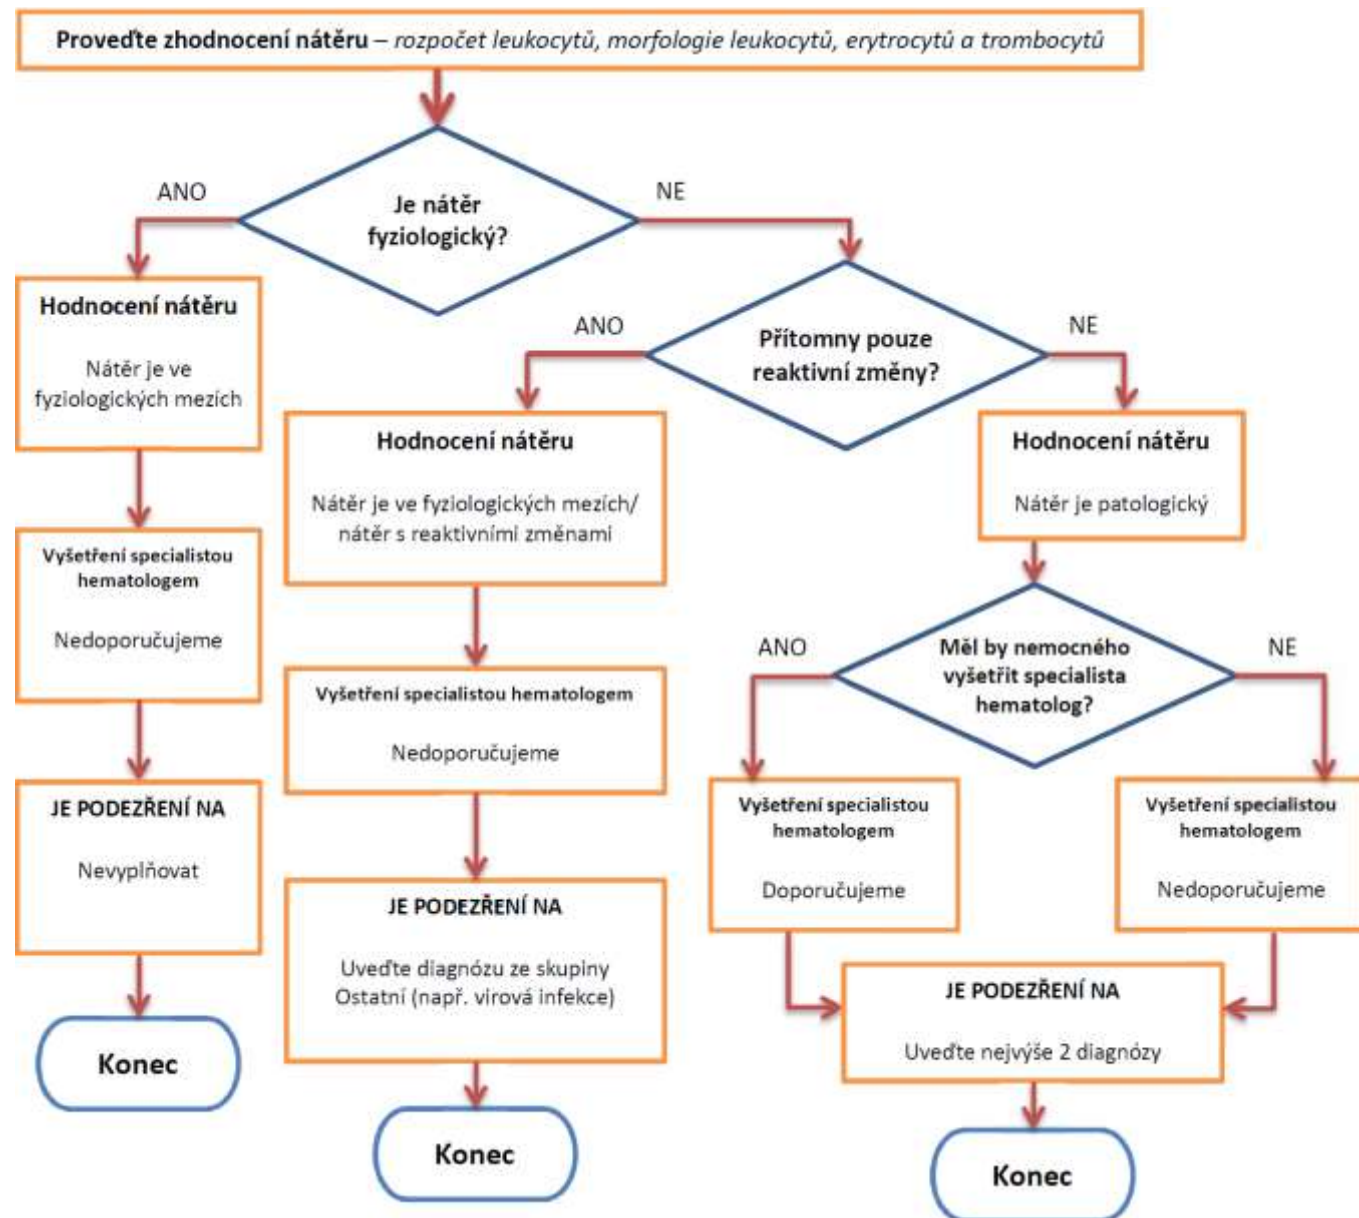 Proveďte zhodnocení nátěru – rozpočet leukocytů, morfologie leukocytů, erytrocytů a trombocytů
ANO
NE
Je nátěr
fyziologický?
Hodnocení nátěru
Nátěr je ve
fyziologických mezích
ANO
NE
Přítomny pouze
reaktivní změny?
Hodnocení nátěru
Nátěr je ve fyziologických mezích/
nátěr s reaktivními změnami
Hodnocení nátěru
Nátěr je patologický
Vyšetření specialistou
hematologem
Nedoporučujeme
Vyšetření specialistou hematologem
Nedoporučujeme
ANO
NE
Měl by nemocného
vyšetřit specialista
hematolog?
JE PODEZŘENÍ NA
Nevyplňovat
Vyšetření specialistou
hematologem
Doporučujeme
Vyšetření specialistou
hematologem
Nedoporučujeme
JE PODEZŘENÍ NA
Uveďte diagnózu ze skupiny
Ostatní (např. virová infekce)
JE PODEZŘENÍ NA
Uveďte nejvýše 2 diagnózy
Konec
Konec
Konec